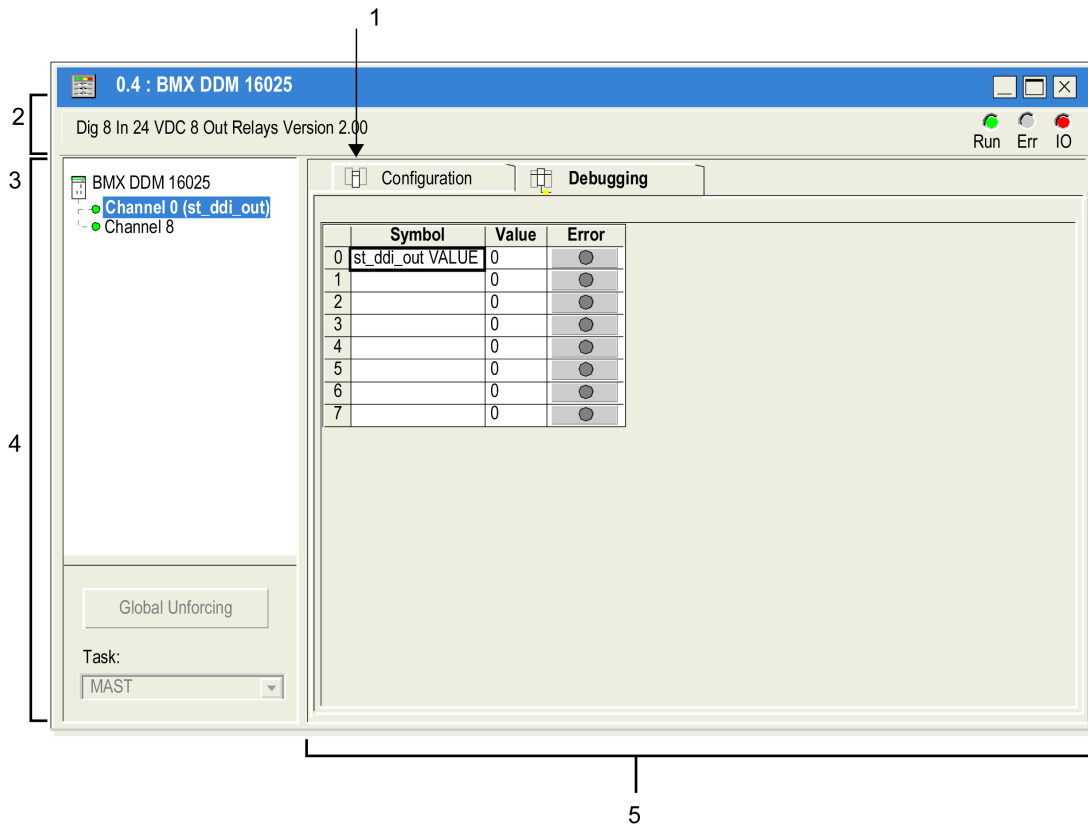 1
0.4 : BMX DDM 16025
2
Dig 8 In 24 VDC 8 Out Relays Version 2.00
Run Err IO
3
BMX DDM 16025
Channel 0 (st_ddi_out)
Channel 8
Configuration
Debugging
Symbol Value Error
0 st_ddi_out VALUE 0
1 0
2 0
3 0
4 0
5 0
6 0
7 0
4
Global Unforcing
Task:
MAST
5